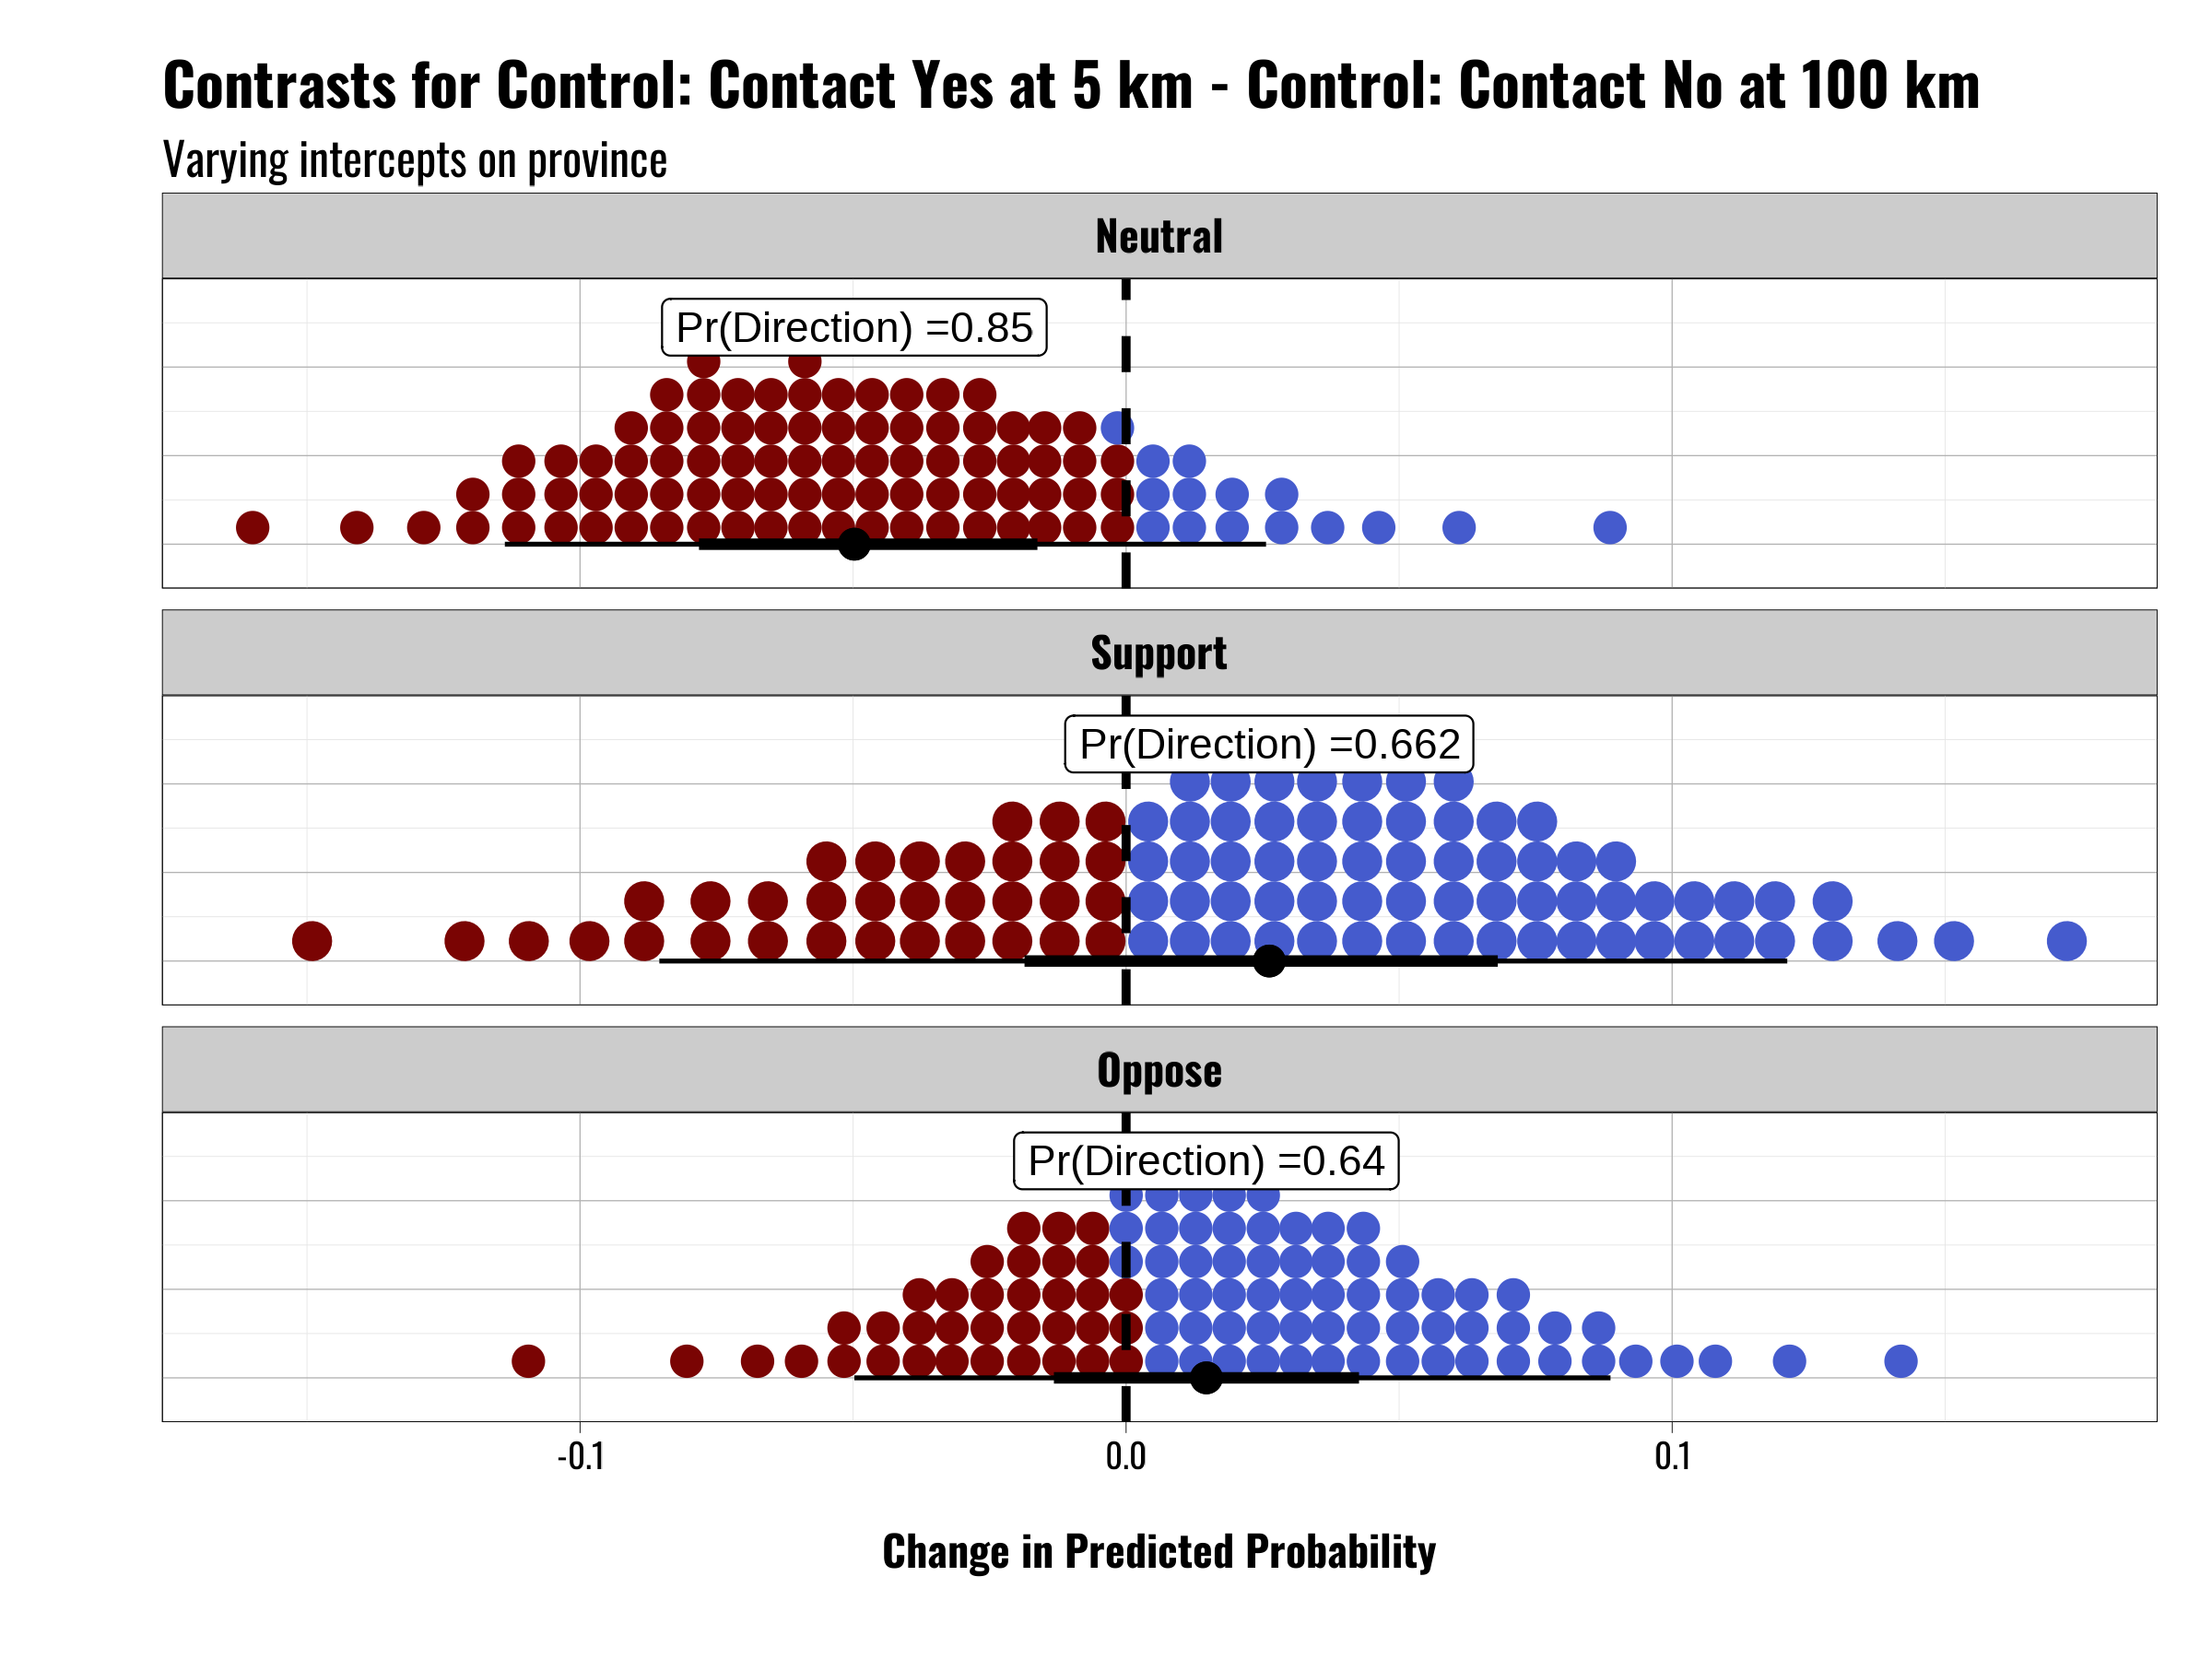 Contrasts for Control: Contact Yes at 5 km - Control: Contact No at 100 km
Varying intercepts on province
Neutral
Pr(Direction) =0.85
Support
Pr(Direction) =0.662
Oppose
Pr(Direction) =0.64
-0.1 0.0 0.1
Change in Predicted Probability